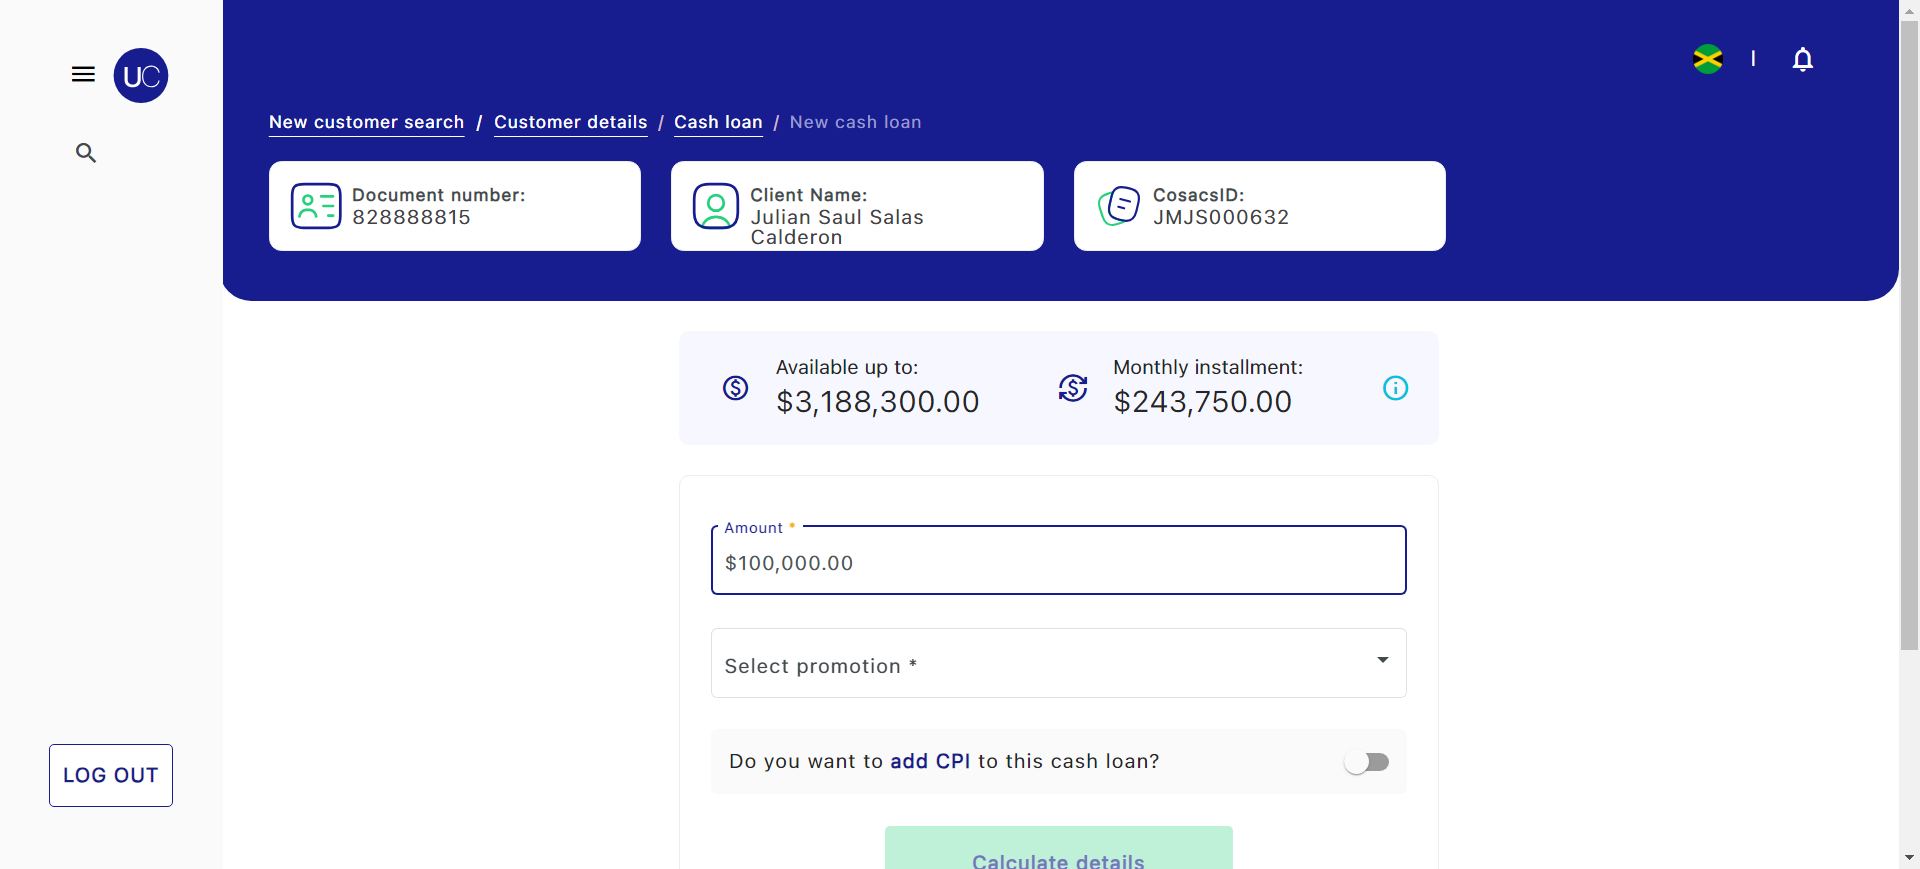 UC
New customer search / Customer details / Cash loan / New cash loan
Document number:
828888815
Client Name:
Julian Saul Salas
Calderon
CosacsID:
JMJS000632
Available up to:
$3,188,300.00
Monthly installment:
$243,750.00
Amount *
$100,000.00
Select promotion *
Do you want to add CPI to this cash loan?
Calculate details
LOG OUT